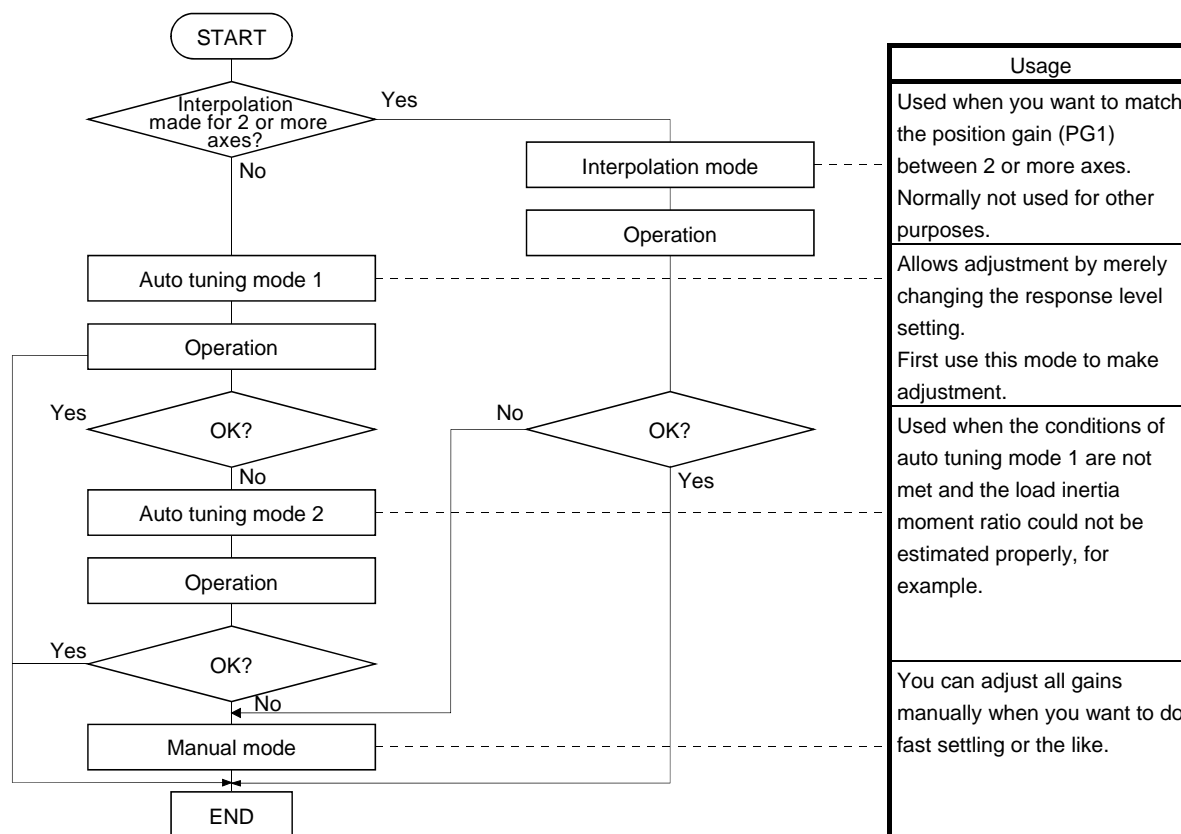 START
Interpolation
made for 2 or more
axes?
Yes
No
Interpolation mode
Operation
Auto tuning mode 1
Operation
Yes
OK?
No
No
OK?
Yes
Auto tuning mode 2
Operation
Yes
OK?
No
Manual mode
END
Usage
Used when you want to match
the position gain (PG1)
between 2 or more axes.
Normally not used for other
purposes.
Allows adjustment by merely
changing the response level
setting.
First use this mode to make
adjustment.
Used when the conditions of
auto tuning mode 1 are not
met and the load inertia
moment ratio could not be
estimated properly, for
example.
You can adjust all gains
manually when you want to do
fast settling or the like.